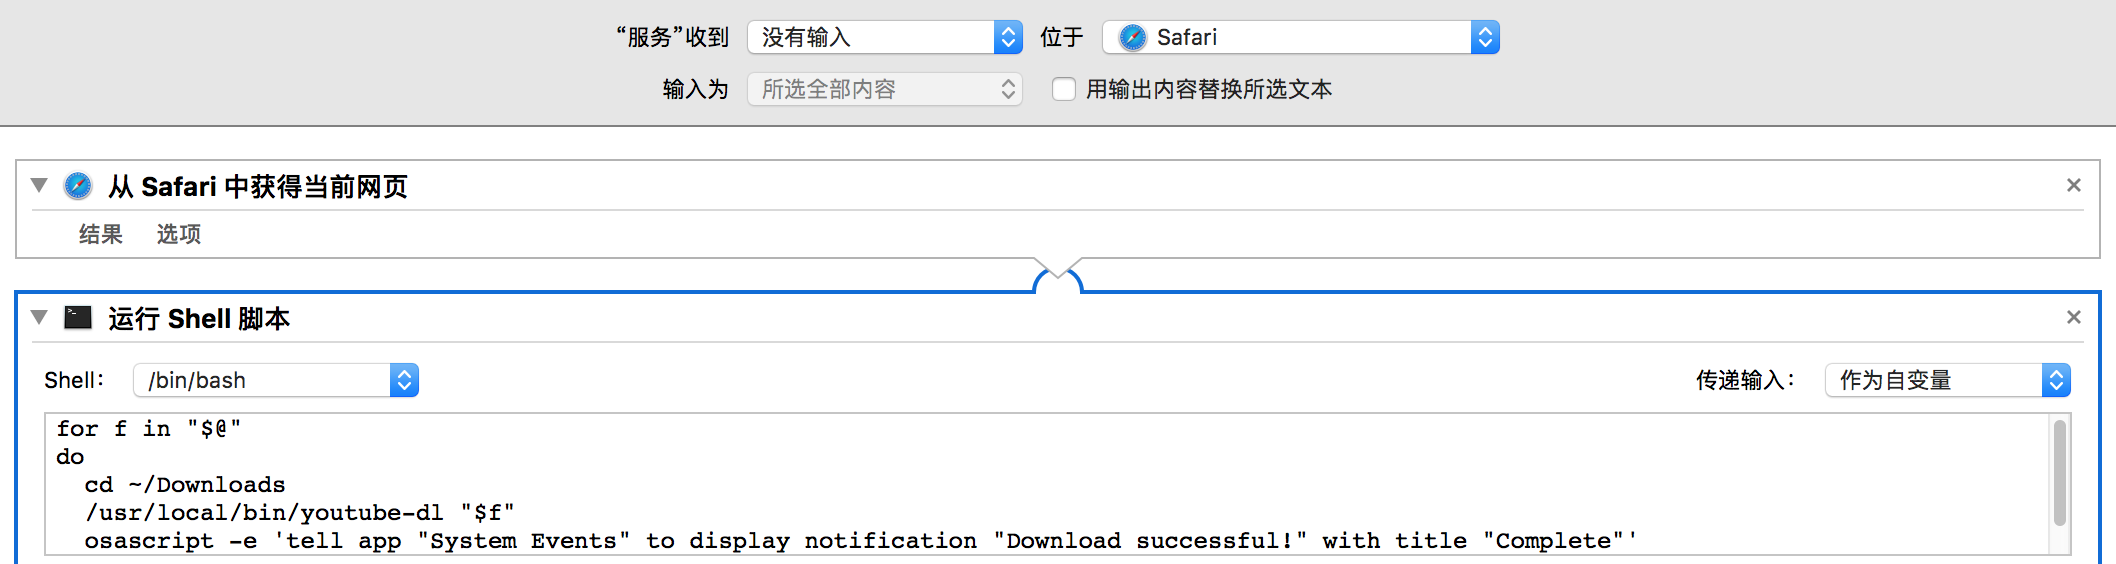 “服务”收到 没有输入 位于 Safari
输入为 所选全部内容 用输出内容替换所选文本
从 Safari 中获得当前网页
结果 选项
运行 Shell 脚本
Shell： /bin/bash 传递输入： 作为自变量
for f in "$@"
do
  cd ~/Downloads
  /usr/local/bin/youtube-dl "$f"
  osascript -e 'tell app "System Events" to display notification "Download successful!" with title "Complete"'